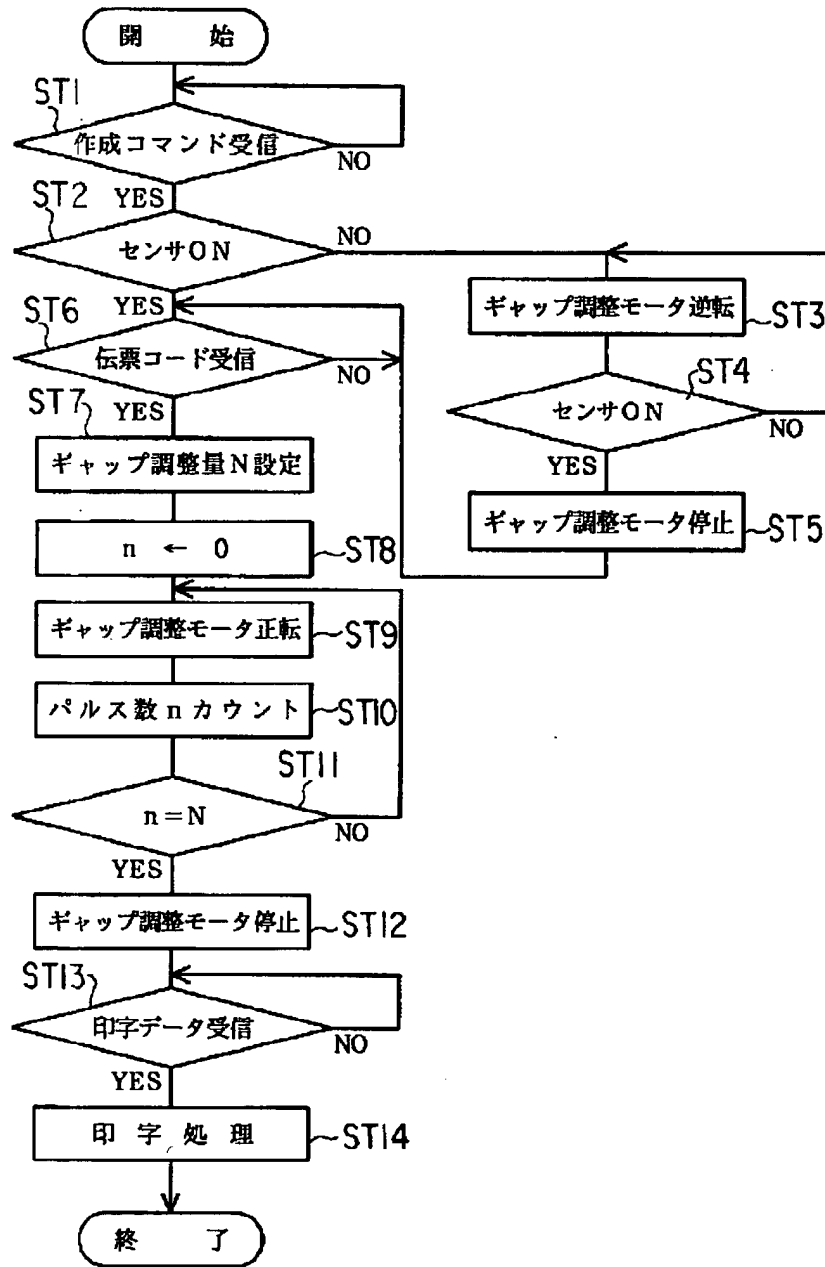 開 始
ST1
作成コマンド受信
NO
YES
ST2
センサON
NO
YES
ギャップ調整モータ逆転
ST3
ST6
伝票コード受信
NO
YES
ST4
センサON
NO
YES
ST7
ギャップ調整量N設定
ギャップ調整モータ停止
ST5
n ← 0
ST8
ギャップ調整モータ正転
ST9
パルス数nカウント
ST10
ST11
n=N
NO
YES
ギャップ調整モータ停止
ST12
ST13
印字データ受信
NO
YES
印 字 処 理
ST14
終 了